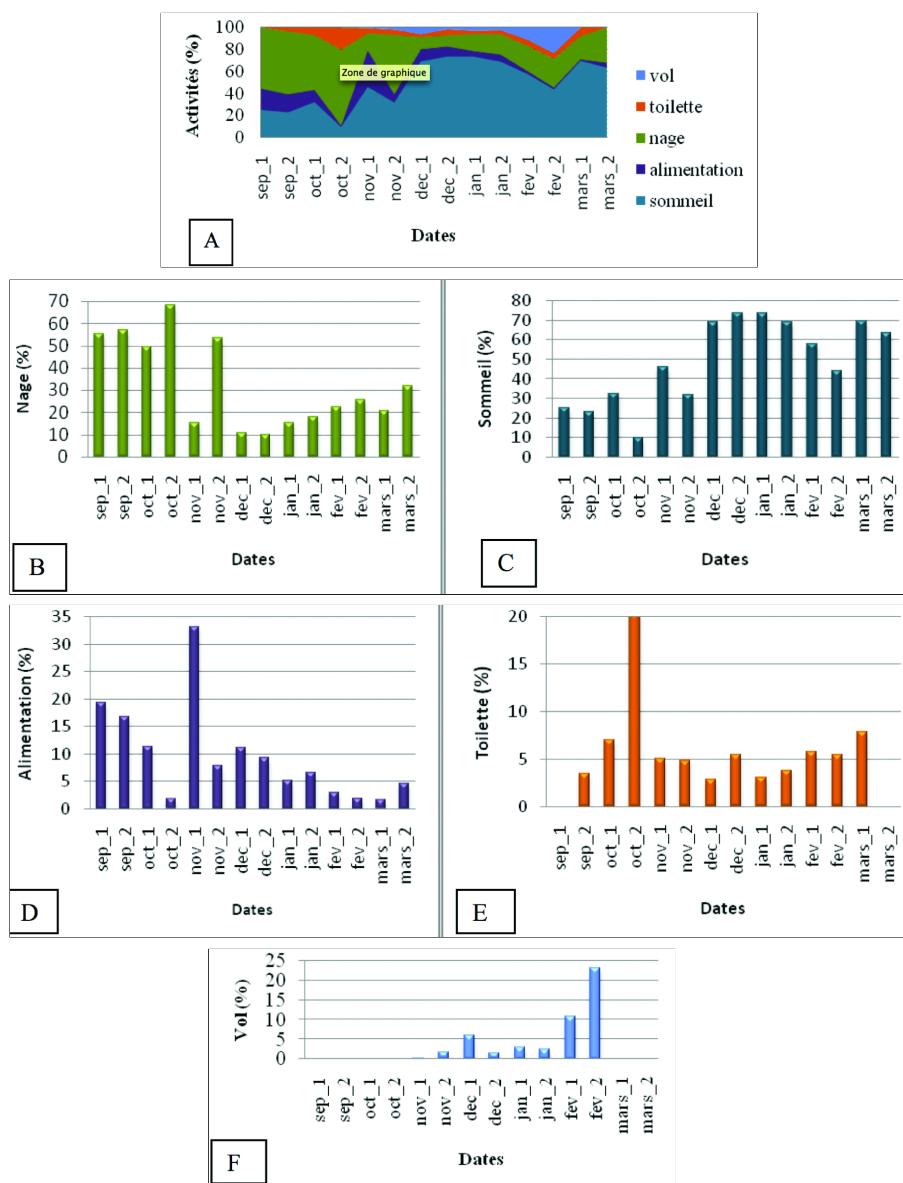 Activités (%)
100
80
60
40
20
0
Zone de graphique
sep_1 sep_2 oct_1 oct_2 nov_1 nov_2 dec_1 dec_2 jan_1 jan_2 fev_1 fev_2 mars_1 mars_2
Dates
vol
toilette
nage
alimentation
sommeil
A
Nage (%)
70
60
50
40
30
20
10
0
sep_1 sep_2 oct_1 oct_2 nov_1 nov_2 dec_1 dec_2 jan_1 jan_2 fev_1 fev_2 mars_1 mars_2
Dates
B
Sommeil (%)
80
70
60
50
40
30
20
10
0
sep_1 sep_2 oct_1 oct_2 nov_1 nov_2 dec_1 dec_2 jan_1 jan_2 fev_1 fev_2 mars_1 mars_2
Dates
C
Alimentation (%)
35
30
25
20
15
10
5
0
sep_1 sep_2 oct_1 oct_2 nov_1 nov_2 dec_1 dec_2 jan_1 jan_2 fev_1 fev_2 mars_1 mars_2
Dates
D
Toilette (%)
20
15
10
5
0
sep_1 sep_2 oct_1 oct_2 nov_1 nov_2 dec_1 dec_2 jan_1 jan_2 fev_1 fev_2 mars_1 mars_2
Dates
E
Vol (%)
25
20
15
10
5
0
sep_1 sep_2 oct_1 oct_2 nov_1 nov_2 dec_1 dec_2 jan_1 jan_2 fev_1 fev_2 mars_1 mars_2
Dates
F